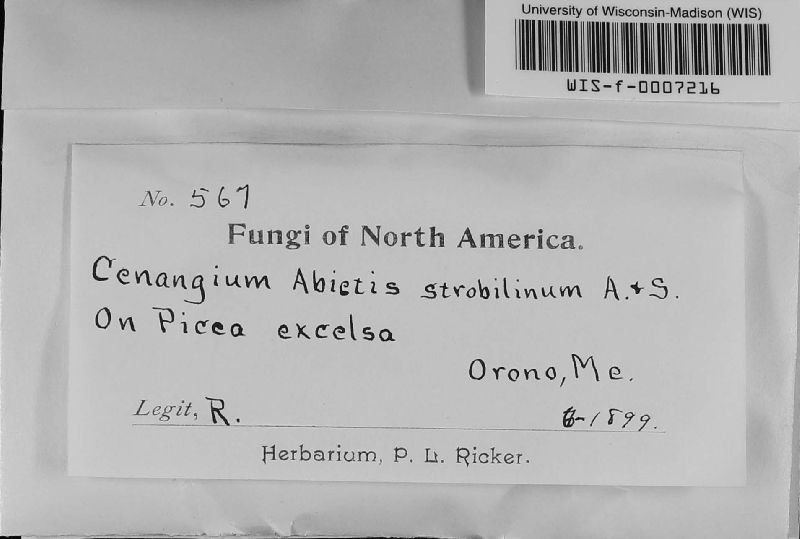 University of Wisconsin-Madison (WIS)
WIS-f-0007216
No. 567
Fungi of North America.
Cenangium Abietis strobilinum A.+S.
On Picea excelsa
Orono, Me.
Legit, R. 6-1899.
Herbarium, P. L. Ricker.